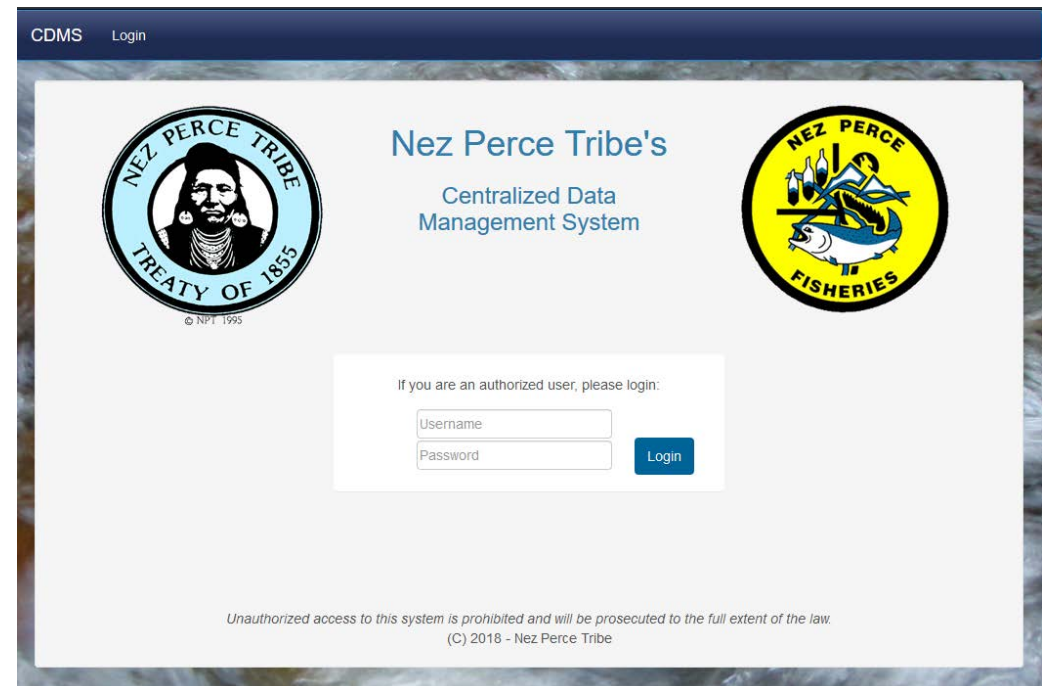 CDMS Login
NEZ PERCE TRIBE
TREATY OF 1855
© NPT 1995
Nez Perce Tribe's
Centralized Data
Management System
NEZ PERCE
FISHERIES
If you are an authorized user, please login:
Username
Password
Login
Unauthorized access to this system is prohibited and will be prosecuted to the full extent of the law.
(C) 2018 - Nez Perce Tribe